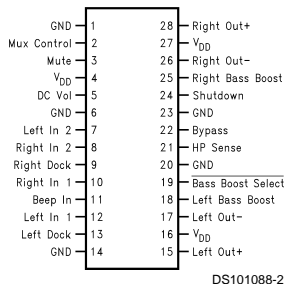 GND 1 28 Right Out+
Mux Control 2 27 VDD
Mute 3 26 Right Out−
VDD 4 25 Right Bass Boost
DC Vol 5 24 Shutdown
GND 6 23 GND
Left In 2 7 22 Bypass
Right In 2 8 21 HP Sense
Right Dock 9 20 GND
Right In 1 10 19 Bass Boost Select
Beep In 11 18 Left Bass Boost
Left In 1 12 17 Left Out−
Left Dock 13 16 VDD
GND 14 15 Left Out+
DS101088-2